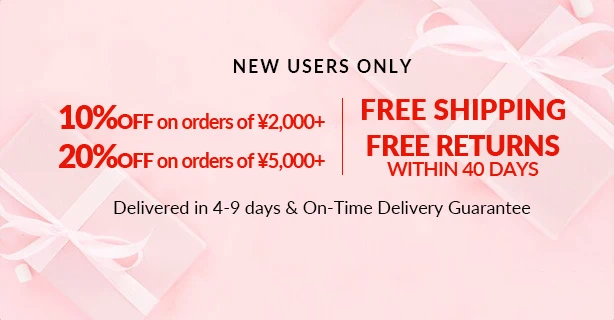 NEW USERS ONLY
10%OFF on orders of ¥2,000+
20%OFF on orders of ¥5,000+
FREE SHIPPING
FREE RETURNS
WITHIN 40 DAYS
Delivered in 4-9 days & On-Time Delivery Guarantee